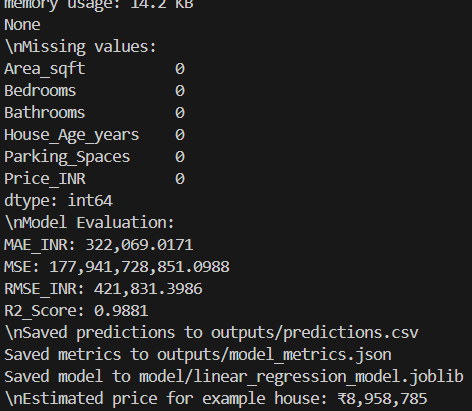 memory usage: 14.2 KB
None
\nMissing values:
Area_sqft 0
Bedrooms 0
Bathrooms 0
House_Age_years 0
Parking_Spaces 0
Price_INR 0
dtype: int64
\nModel Evaluation:
MAE_INR: 322,069.0171
MSE: 177,941,728,851.0988
RMSE_INR: 421,831.3986
R2_Score: 0.9881
\nSaved predictions to outputs/predictions.csv
Saved metrics to outputs/model_metrics.json
Saved model to model/linear_regression_model.joblib
\nEstimated price for example house: ₹8,958,785